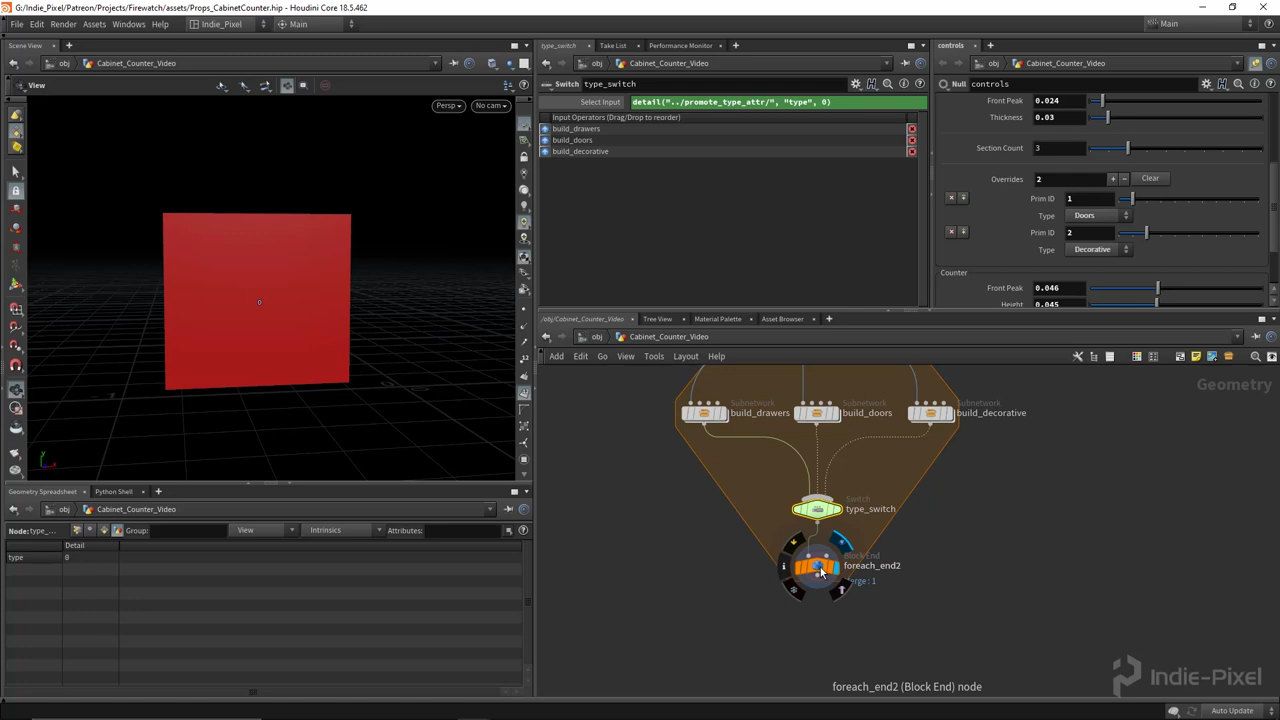 G:/Indie_Pixel/Patreon/Projects/Firewatch/assets/Props_CabinetCounter.hip - Houdini Core 18.5.462
File Edit Render Assets Windows Help Indie_Pixel Main Main
Scene View
obj Cabinet_Counter_Video
View
Persp No cam
0
y
Geometry Spreadsheet Python Shell
obj Cabinet_Counter_Video
Node: type_... Group: View Intrinsics Attributes:
Detail
type 0
type_switch Take List Performance Monitor
obj Cabinet_Counter_Video
Switch type_switch
Select Input detail("../promote_type_attr/", "type", 0)
Input Operators (Drag/Drop to reorder)
build_drawers
build_doors
build_decorative
controls
obj Cabinet_Counter_Video
Null controls
Front Peak 0.024
Thickness 0.03
Section Count 3
Overrides 2 + - Clear
Prim ID 1
Type Doors
Prim ID 2
Type Decorative
Counter
Front Peak 0.046
Height 0.045
/obj/Cabinet_Counter_Video Tree View Material Palette Asset Browser
obj Cabinet_Counter_Video
Add Edit Go View Tools Layout Help
Geometry
Subnetwork
build_drawers
Subnetwork
build_doors
Subnetwork
build_decorative
Switch
type_switch
Block End
foreach_end2
foreach_end2 (Block End) node
Indie-Pixel
Auto Update